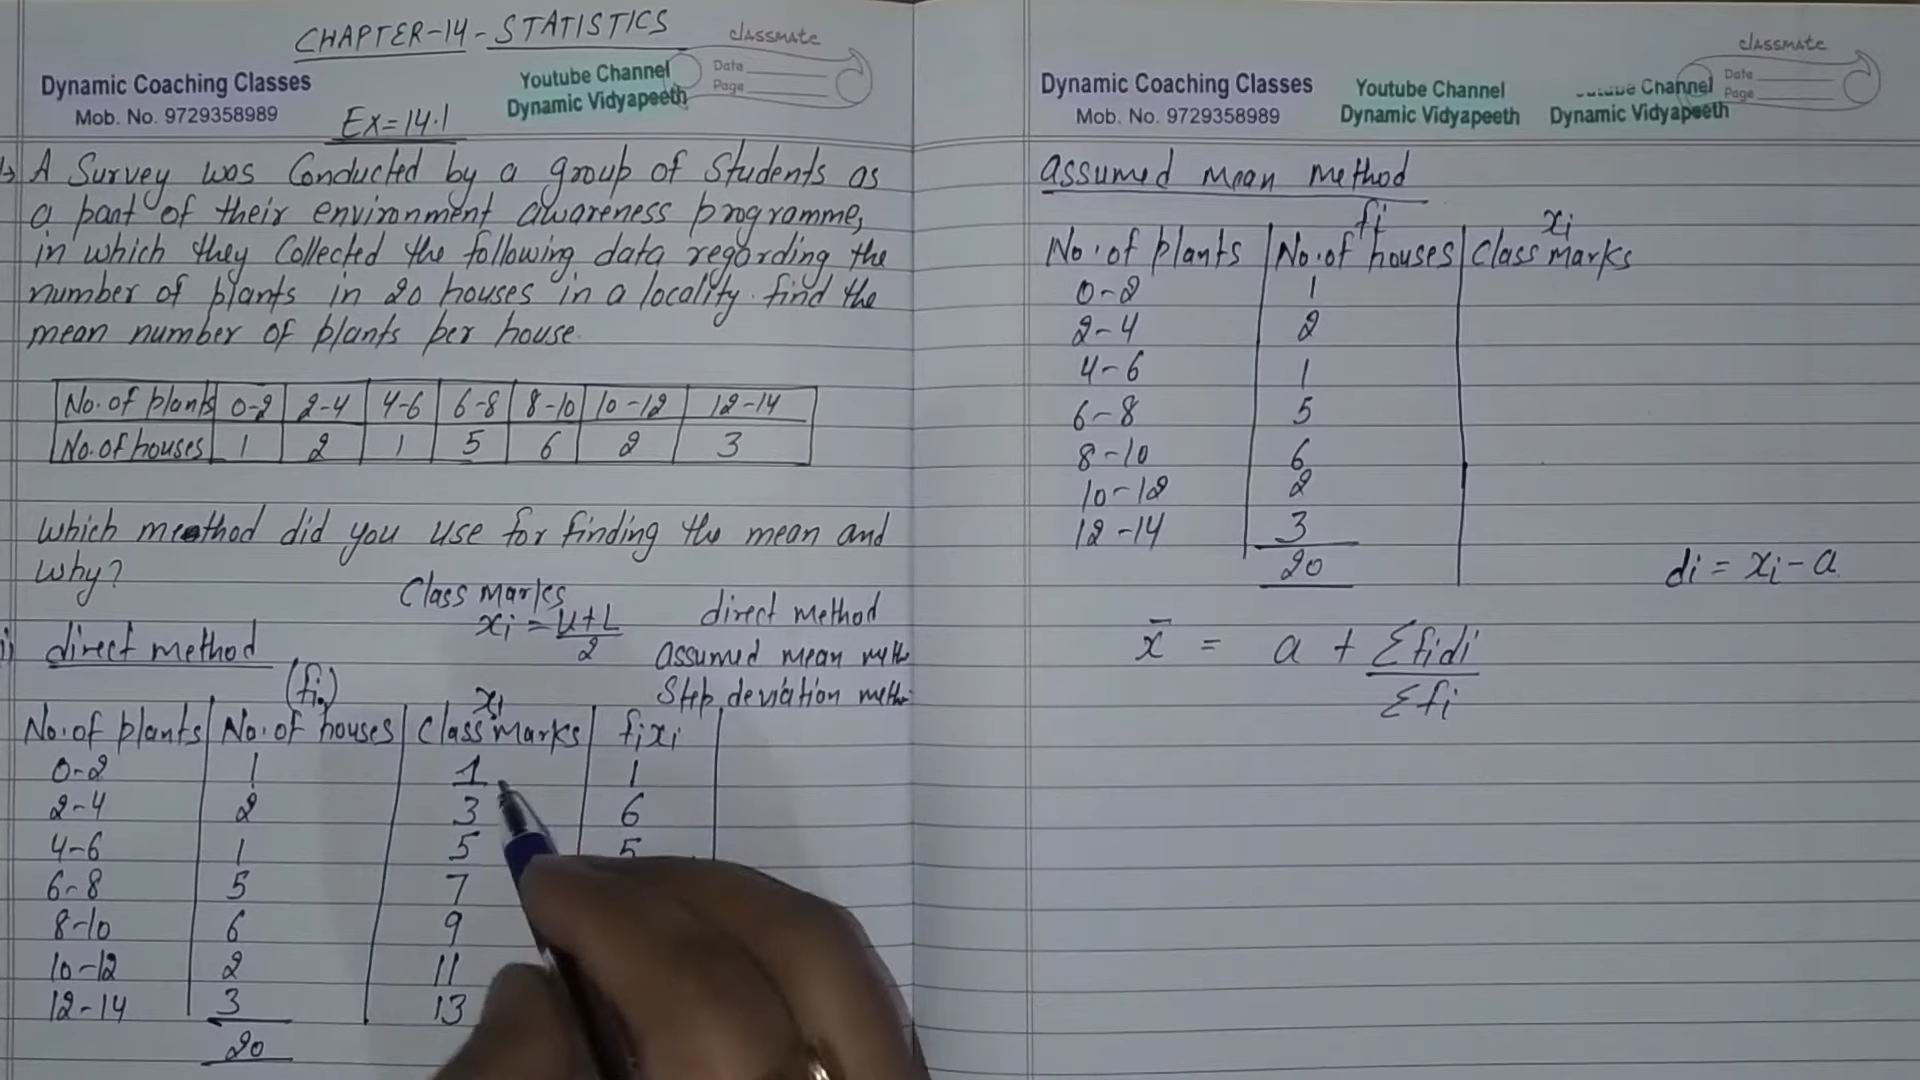 CHAPTER-14-STATISTICS
classmate
Date
Page
Dynamic Coaching Classes
Mob. No. 9729358989
Youtube Channel
Dynamic Vidyapeeth
Ex=14.1
A Survey was Conducted by a group of Students as
a part of their environment awareness programme,
in which they Collected the following data regarding the
number of plants in 20 houses in a locality. find the
mean number of plants per house.
No. of plants 0-2 2-4 4-6 6-8 8-10 10-12 12-14
No. of houses 1 2 1 5 6 2 3
Which method did you use for finding the mean and
Why?
Class marks
xi = U+L
2
direct method
assumed mean meth
Step deviation meth
i) direct method
(fi)
xi
No. of plants No. of houses Class marks fixi
0-2 1 1 1
2-4 2 3 6
4-6 1 5 5
6-8 5 7
8-10 6 9
10-12 2 11
12-14 3 13
20
classmate
Date
Page
Dynamic Coaching Classes
Mob. No. 9729358989
Youtube Channel
Dynamic Vidyapeeth
Channel
Dynamic Vidyapeeth
assumed mean method
fi xi
No. of plants No. of houses Class marks
0-2 1
2-4 2
4-6 1
6-8 5
8-10 6
10-12 2
12-14 3
20
di = xi - a
x̄ = a + Σfidi
Σfi